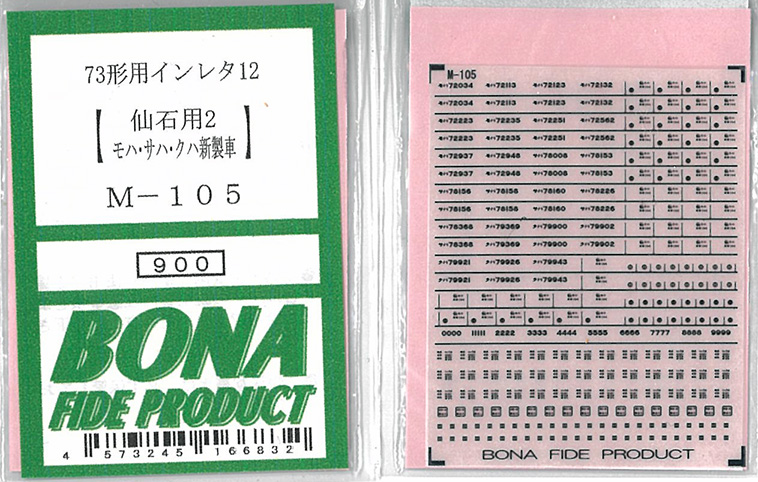 73形用インレタ12
【仙石用2
モハ・サハ・クハ新製車】
M－105
900
BONA
FIDE PRODUCT
4 573245 166832
M-105
モハ72034 モハ72113 モハ72123 モハ72132
モハ72034 モハ72113 モハ72123 モハ72132
モハ72223 モハ72235 モハ72251 モハ72562
モハ72223 モハ72235 モハ72251 モハ72562
モハ72937 モハ72948 サハ78008 サハ78153
モハ72937 モハ72948 サハ78008 サハ78153
サハ78156 サハ78158 サハ78160 サハ78226
サハ78156 サハ78158 サハ78160 サハ78226
サハ78368 クハ79369 クハ79900 クハ79902
サハ78368 クハ79369 クハ79900 クハ79902
クハ79921 クハ79926 クハ79943
クハ79921 クハ79926 クハ79943
0000 11111 2222 3333 4444 5555 6666 7777 8888 9999
BONA FIDE PRODUCT